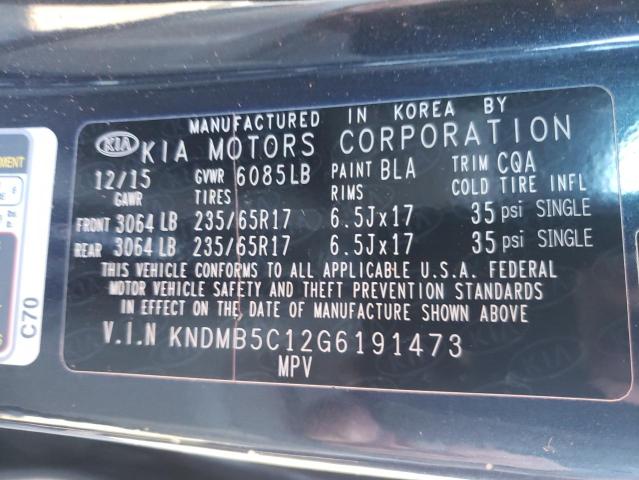 MANUFACTURED IN KOREA BY
KIA KIA MOTORS CORPORATION
12/15 GVWR 6085LB PAINT BLA TRIM CQA
GAWR TIRES RIMS COLD TIRE INFL
FRONT 3064 LB 235/65R17 6.5Jx17 35 psi SINGLE
REAR 3064 LB 235/65R17 6.5Jx17 35 psi SINGLE
THIS VEHICLE CONFORMS TO ALL APPLICABLE U.S.A. FEDERAL
MOTOR VEHICLE SAFETY AND THEFT PREVENTION STANDARDS
IN EFFECT ON THE DATE OF MANUFACTURE SHOWN ABOVE
V.I.N KNDMB5C12G6191473
MPV
C70